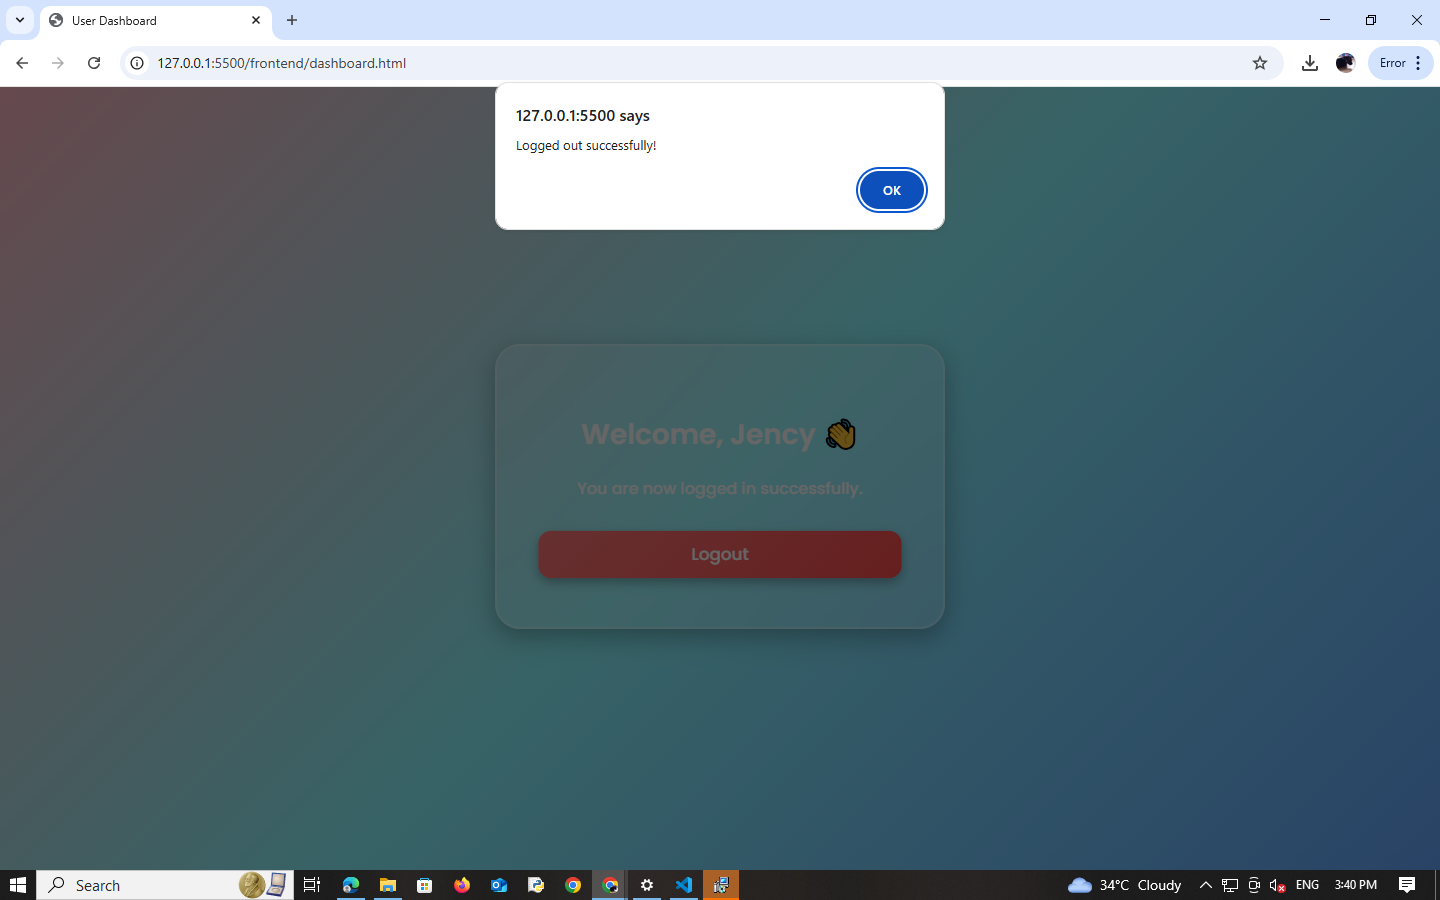 User Dashboard
127.0.0.1:5500/frontend/dashboard.html
Error
127.0.0.1:5500 says
Logged out successfully!
OK
Welcome, Jency 👋
You are now logged in successfully.
Logout
Search
34°C Cloudy
ENG
3:40 PM